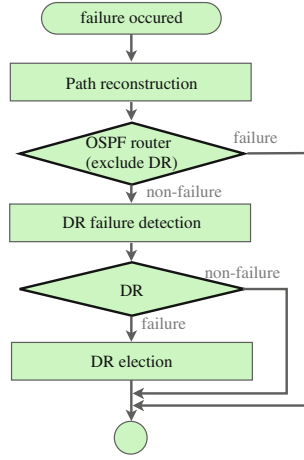 failure occured
Path reconstruction
OSPF router
(exclude DR)
failure
non-failure
DR failure detection
non-failure
DR
failure
DR election